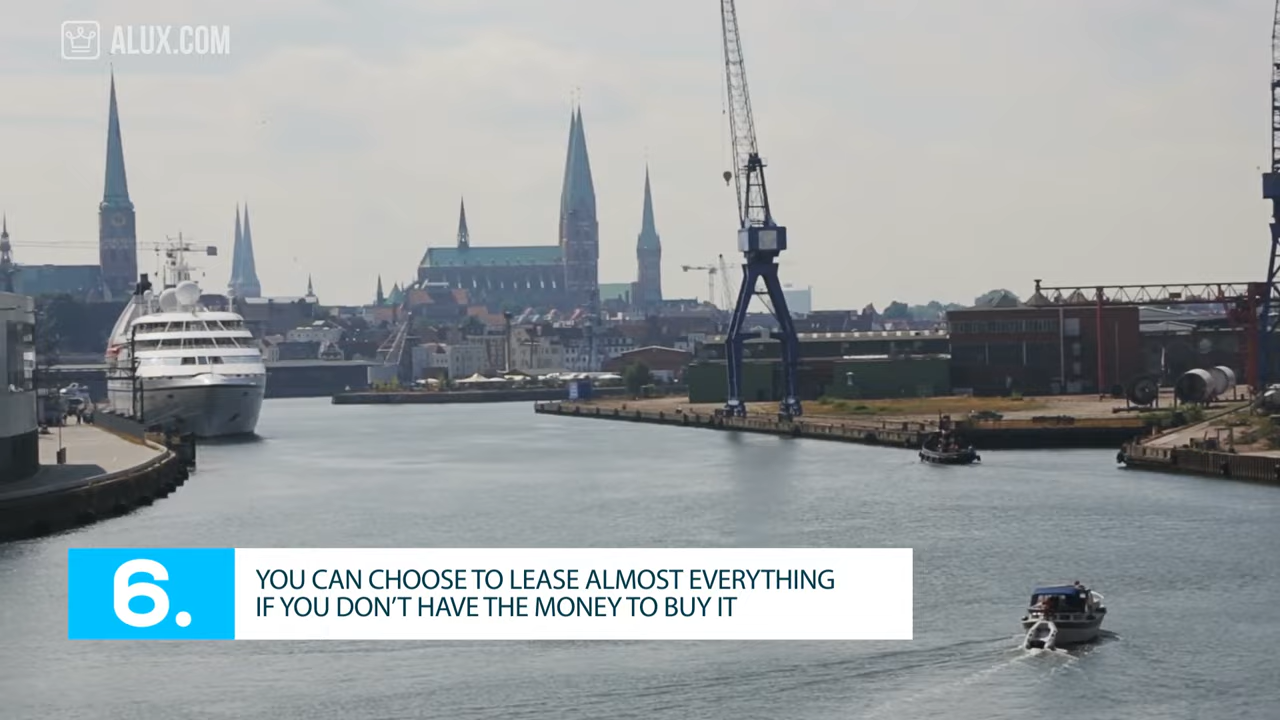 ALUX.COM
6.
YOU CAN CHOOSE TO LEASE ALMOST EVERYTHING
IF YOU DON'T HAVE THE MONEY TO BUY IT